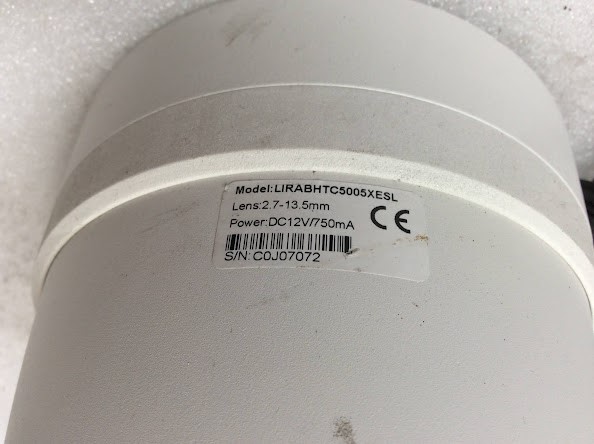 Model:LIRABHTC5005XESL
Lens:2.7-13.5mm
Power:DC12V/750mA CE
S/N: C0J07072